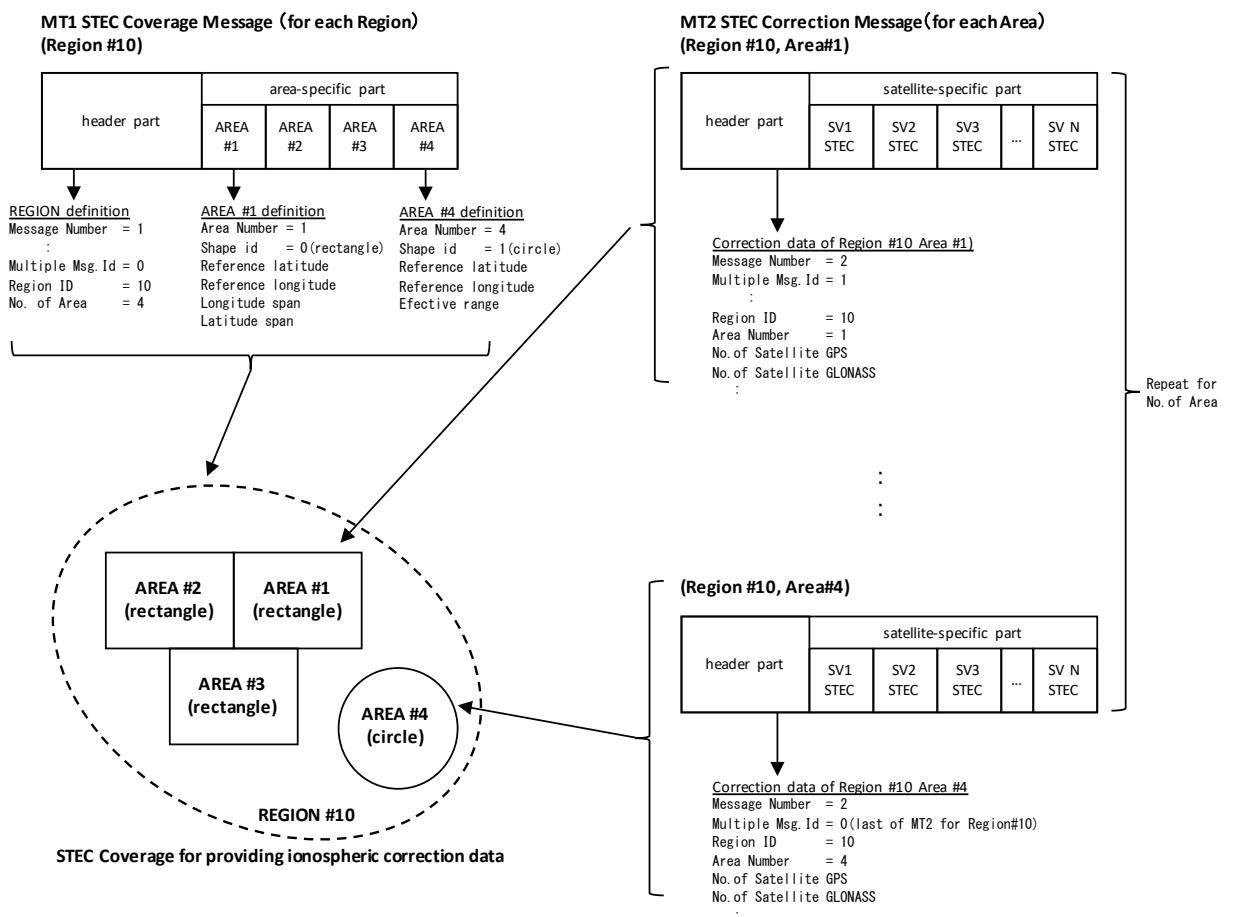 MT1 STEC Coverage Message （for each Region）
(Region #10)
header part
area-specific part
AREA
#1
AREA
#2
AREA
#3
AREA
#4
REGION definition
Message Number = 1
:
Multiple Msg.Id = 0
Region ID = 10
No. of Area = 4
AREA #1 definition
Area Number = 1
Shape id = 0(rectangle)
Reference latitude
Reference longitude
Longitude span
Latitude span
AREA #4 definition
Area Number = 4
Shape id = 1(circle)
Reference latitude
Reference longitude
Efective range
AREA #2
(rectangle)
AREA #1
(rectangle)
AREA #3
(rectangle)
AREA #4
(circle)
REGION #10
STEC Coverage for providing ionospheric correction data
MT2 STEC Correction Message（for each Area）
(Region #10, Area#1)
header part
satellite-specific part
SV1
STEC
SV2
STEC
SV3
STEC
...
SV N
STEC
Correction data of Region #10 Area #1)
Message Number = 2
Multiple Msg.Id = 1
:
Region ID = 10
Area Number = 1
No.of Satellite GPS
No.of Satellite GLONASS
:
Repeat for
No.of Area
:
:
(Region #10, Area#4)
header part
satellite-specific part
SV1
STEC
SV2
STEC
SV3
STEC
...
SV N
STEC
Correction data of Region #10 Area #4
Message Number = 2
Multiple Msg.Id = 0(last of MT2 for Region#10)
Region ID = 10
Area Number = 4
No.of Satellite GPS
No.of Satellite GLONASS
: